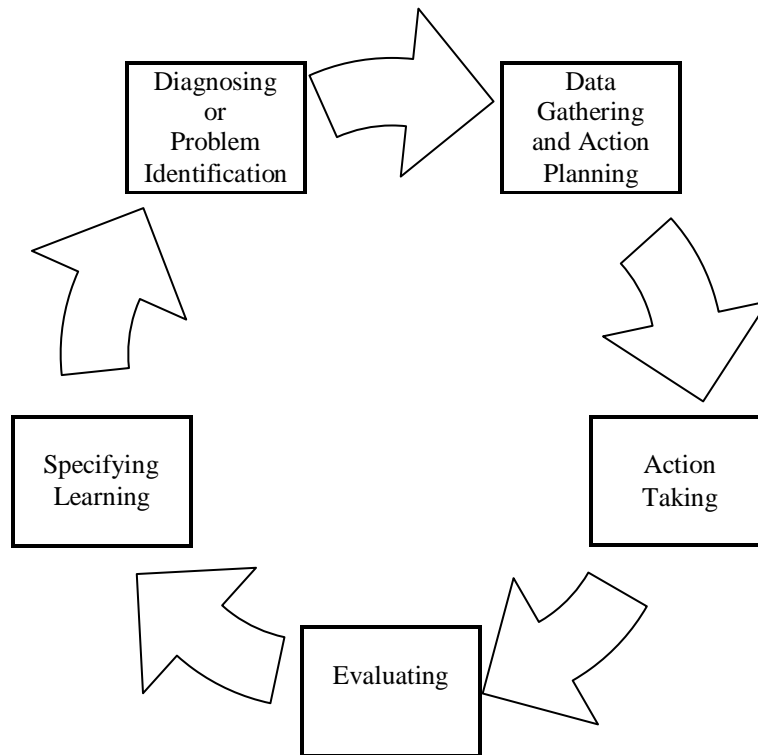 Diagnosing
or
Problem
Identification
Data
Gathering
and Action
Planning
Action
Taking
Evaluating
Specifying
Learning